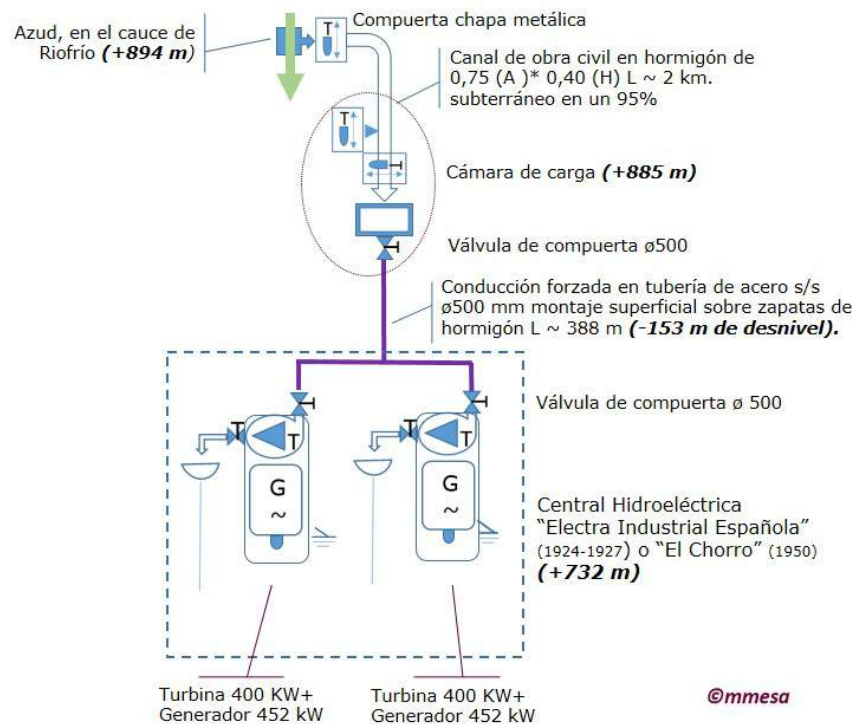 Azud, en el cauce de
Riofrío (+894 m)
T
Compuerta chapa metálica
Canal de obra civil en hormigón de
0,75 (A )* 0,40 (H) L ~ 2 km.
subterráneo en un 95%
T
T
Cámara de carga (+885 m)
T
Válvula de compuerta ø500
Conducción forzada en tubería de acero s/s
ø500 mm montaje superficial sobre zapatas de
hormigón L ~ 388 m (-153 m de desnivel).
T
T
Válvula de compuerta ø 500
T
T
T
T
G
~
G
~
Central Hidroeléctrica
“Electra Industrial Española”
(1924-1927) o “El Chorro” (1950)
(+732 m)
Turbina 400 KW+
Generador 452 kW
Turbina 400 KW+
Generador 452 kW
©mmesa